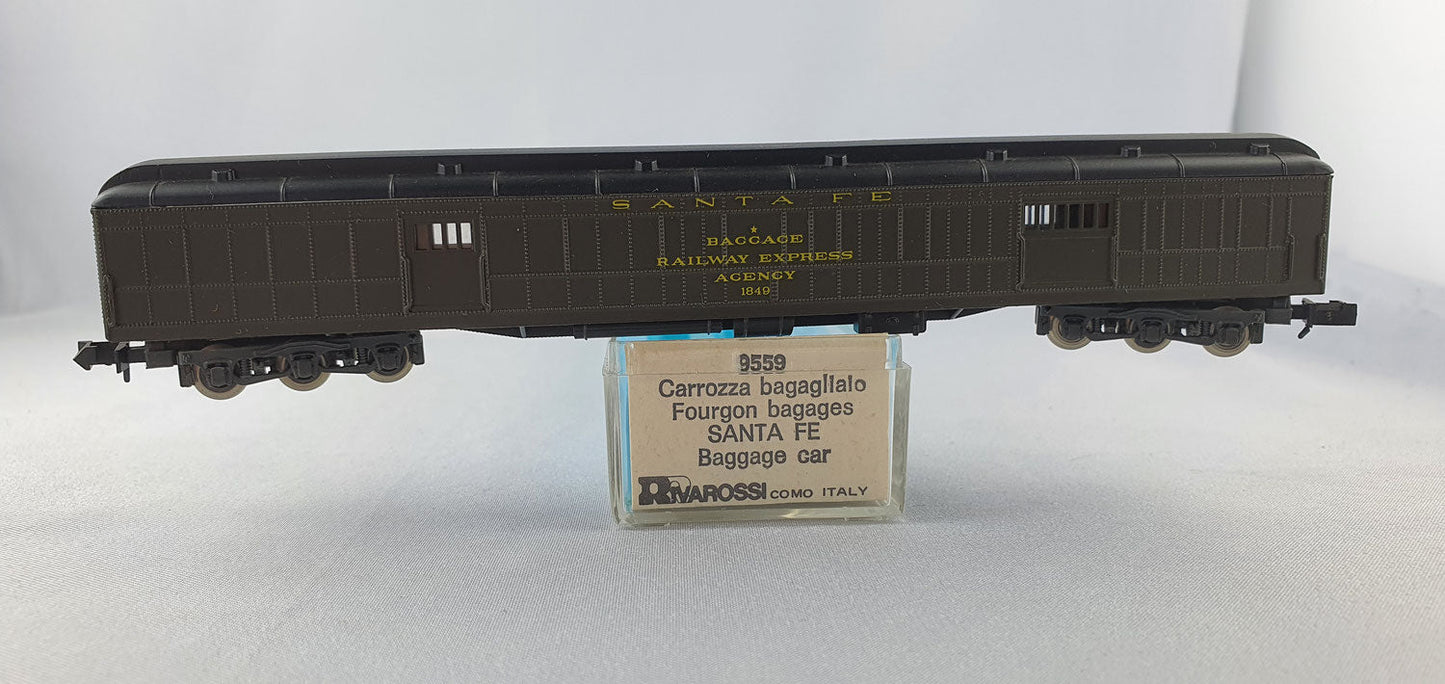 SANTA FE
BAGGAGE
RAILWAY EXPRESS
AGENCY
1849
9559
Carrozza bagagliaio
Fourgon bagages
SANTA FE
Baggage car
RIVAROSSI COMO ITALY